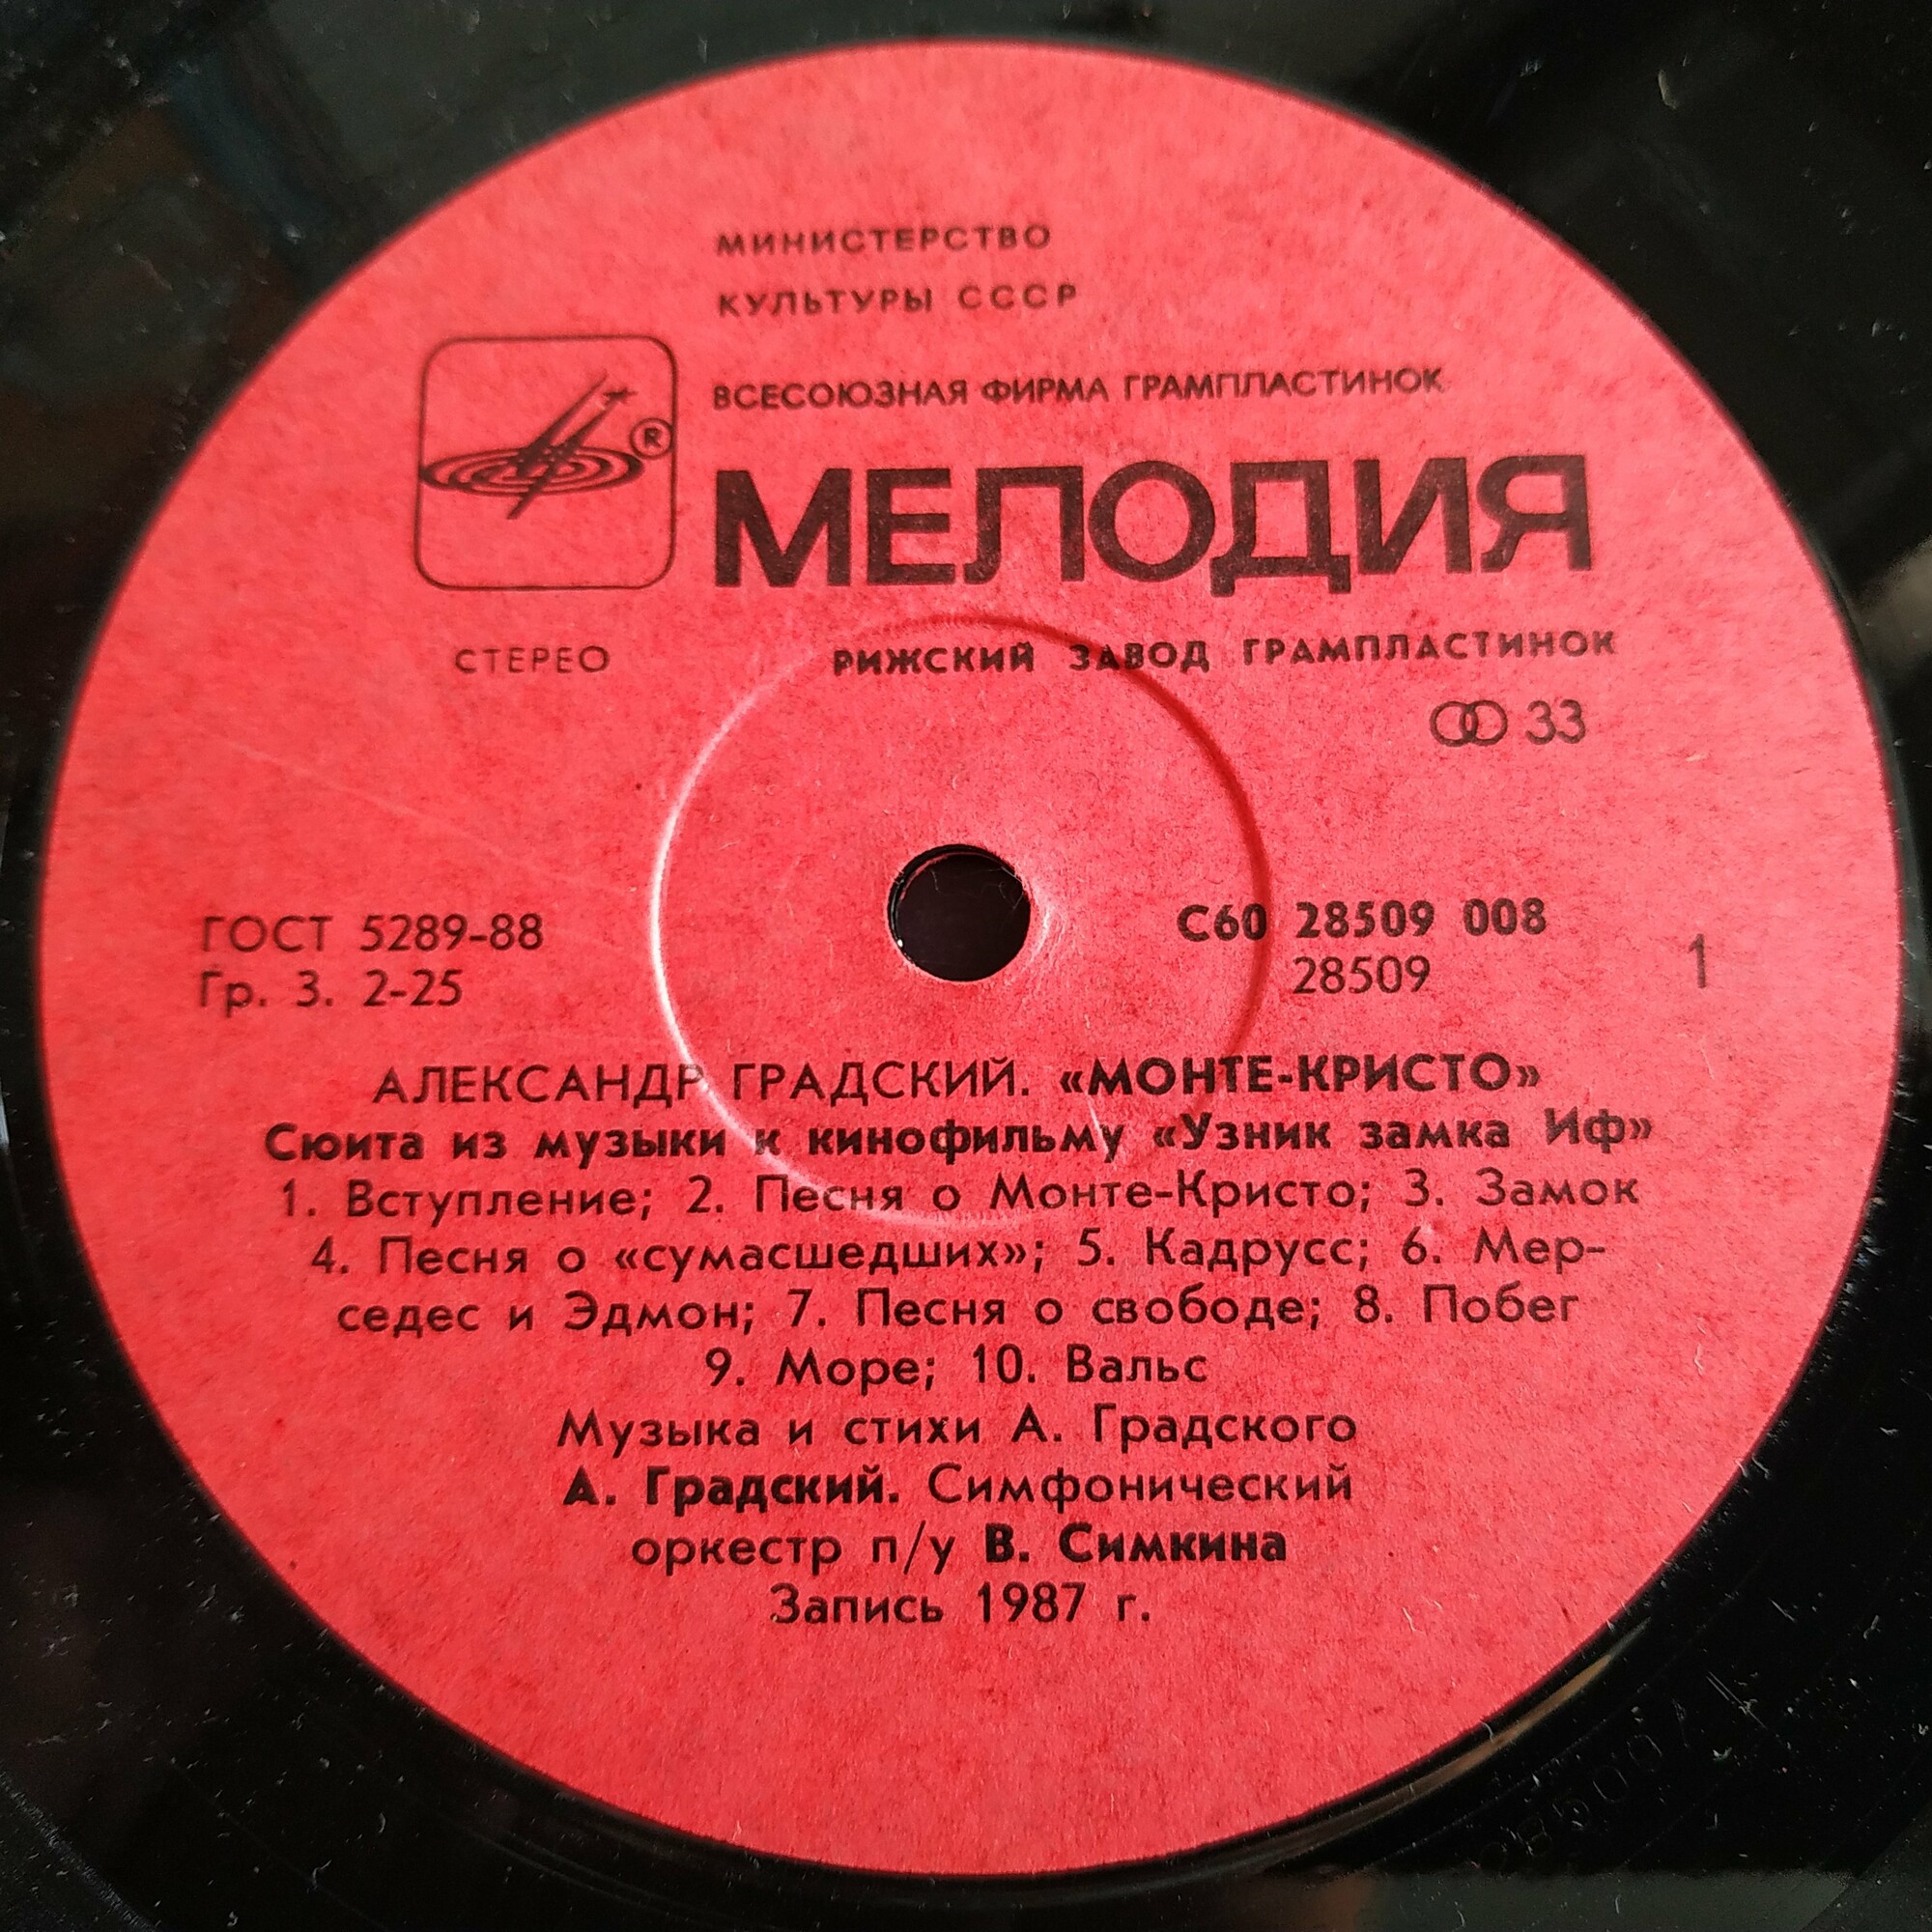 МИНИСТЕРСТВО
КУЛЬТУРЫ СССР
ВСЕСОЮЗНАЯ ФИРМА ГРАМПЛАСТИНОК
®
МЕЛОДИЯ
СТЕРЕО
РИЖСКИЙ ЗАВОД ГРАМПЛАСТИНОК
33
ГОСТ 5289-88
Гр. 3. 2-25
С60 28509 008
28509
1
АЛЕКСАНДР ГРАДСКИЙ. «МОНТЕ-КРИСТО»
Сюита из музыки к кинофильму «Узник замка Иф»
1. Вступление; 2. Песня о Монте-Кристо; 3. Замок
4. Песня о «сумасшедших»; 5. Кадрусс; 6. Мер-
седес и Эдмон; 7. Песня о свободе; 8. Побег
9. Море; 10. Вальс
Музыка и стихи А. Градского
А. Градский. Симфонический
оркестр п/у В. Симкина
Запись 1987 г.